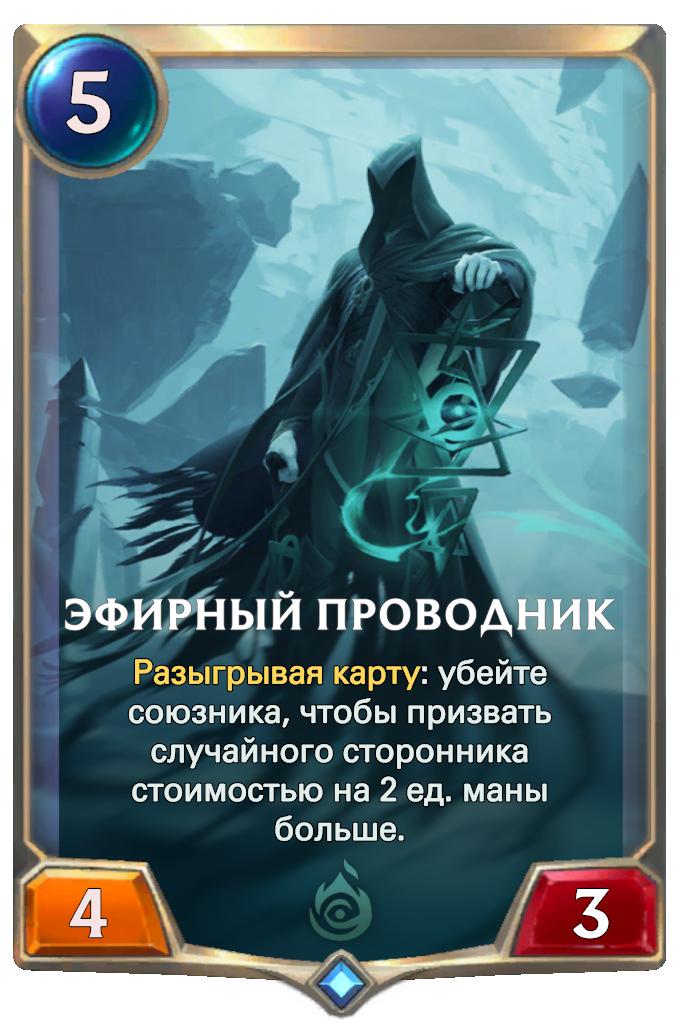 5
ЭФИРНЫЙ ПРОВОДНИК
Разыгрывая карту: убейте
союзника, чтобы призвать
случайного сторонника
стоимостью на 2 ед. маны
больше.
4
3